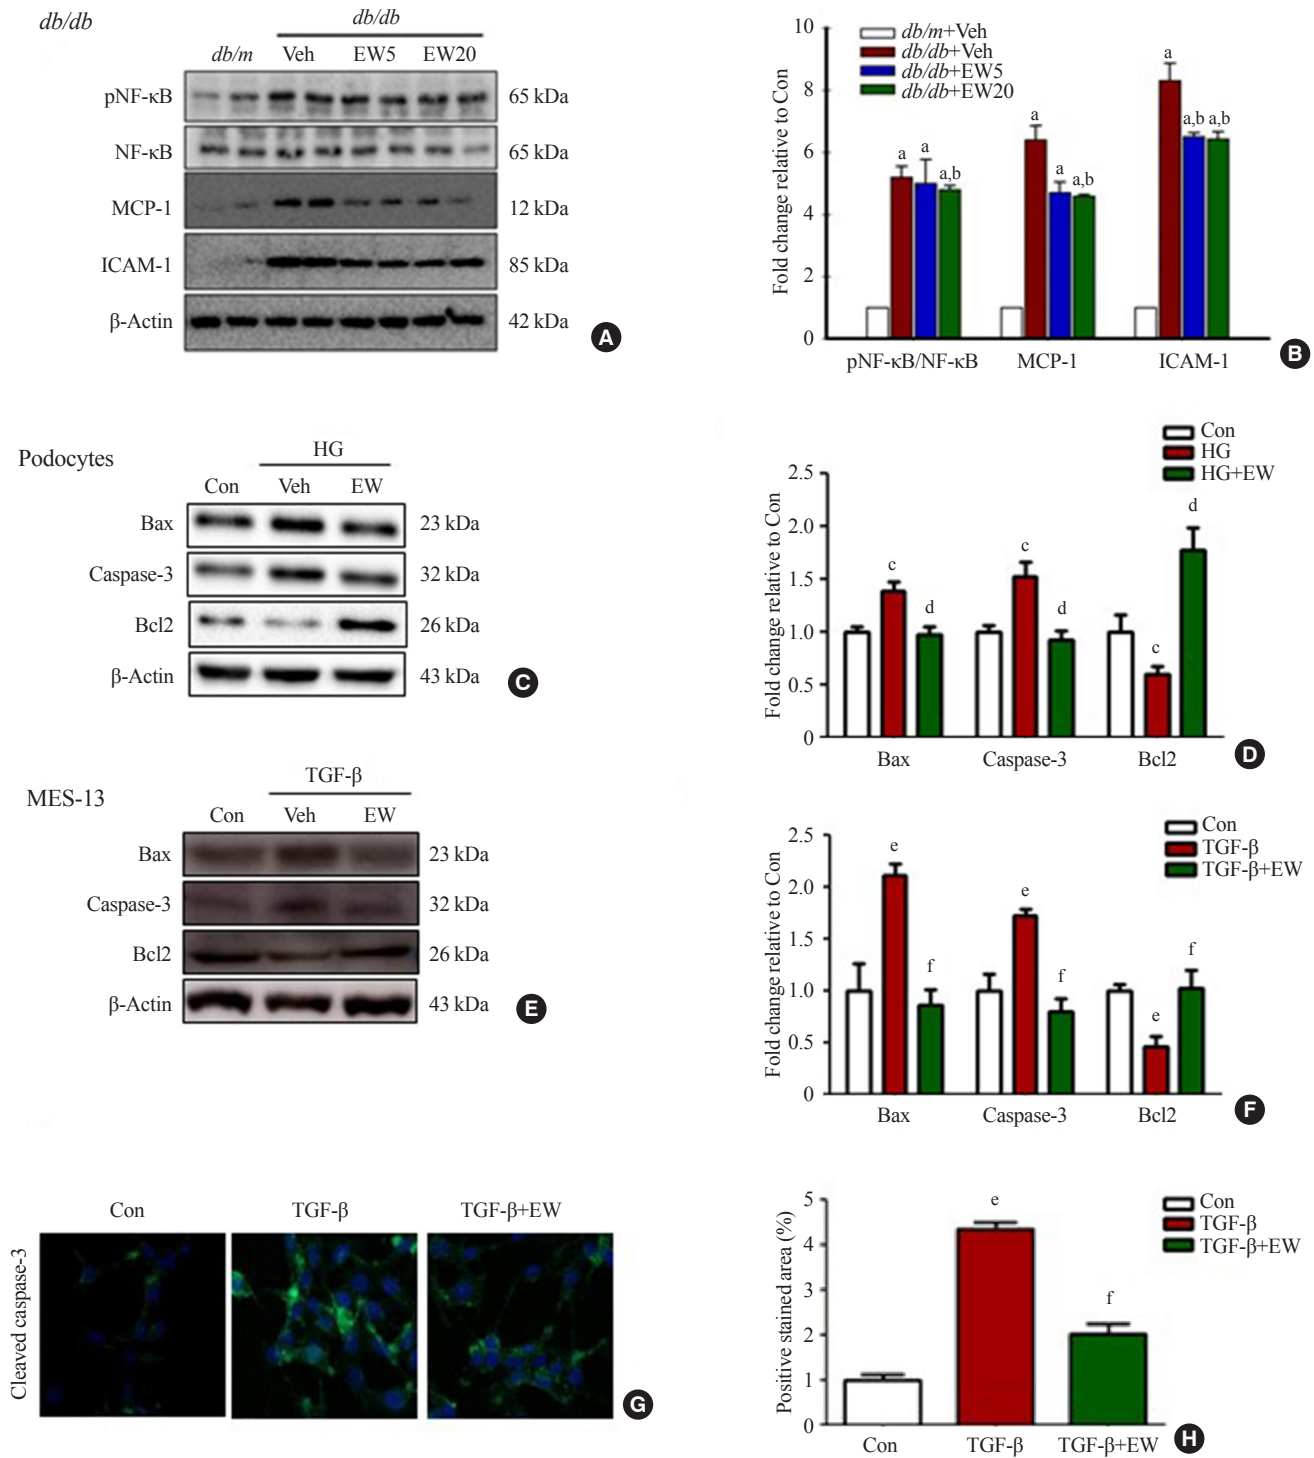 db/db
db/db
db/m Veh EW5 EW20
pNF-κB 65 kDa
NF-κB 65 kDa
MCP-1 12 kDa
ICAM-1 85 kDa
β-Actin 42 kDa
A
db/m+Veh
db/db+Veh
db/db+EW5
db/db+EW20
Fold change relative to Con
10
8
6
4
2
0
a a a,b
a a a,b
a a,b a,b
pNF-κB/NF-κB MCP-1 ICAM-1
B
Podocytes
HG
Con Veh EW
Bax 23 kDa
Caspase-3 32 kDa
Bcl2 26 kDa
β-Actin 43 kDa
C
Con
HG
HG+EW
Fold change relative to Con
2.5
2.0
1.5
1.0
0.5
0
c d
c d
c d
Bax Caspase-3 Bcl2
D
MES-13
TGF-β
Con Veh EW
Bax 23 kDa
Caspase-3 32 kDa
Bcl2 26 kDa
β-Actin 43 kDa
E
Con
TGF-β
TGF-β+EW
Fold change relative to Con
2.5
2.0
1.5
1.0
0.5
0
e f
e f
e f
Bax Caspase-3 Bcl2
F
Con TGF-β TGF-β+EW
Cleaved caspase-3
G
Con
TGF-β
TGF-β+EW
Positive stained area (%)
5
4
3
2
1
0
e
f
Con TGF-β TGF-β+EW
H